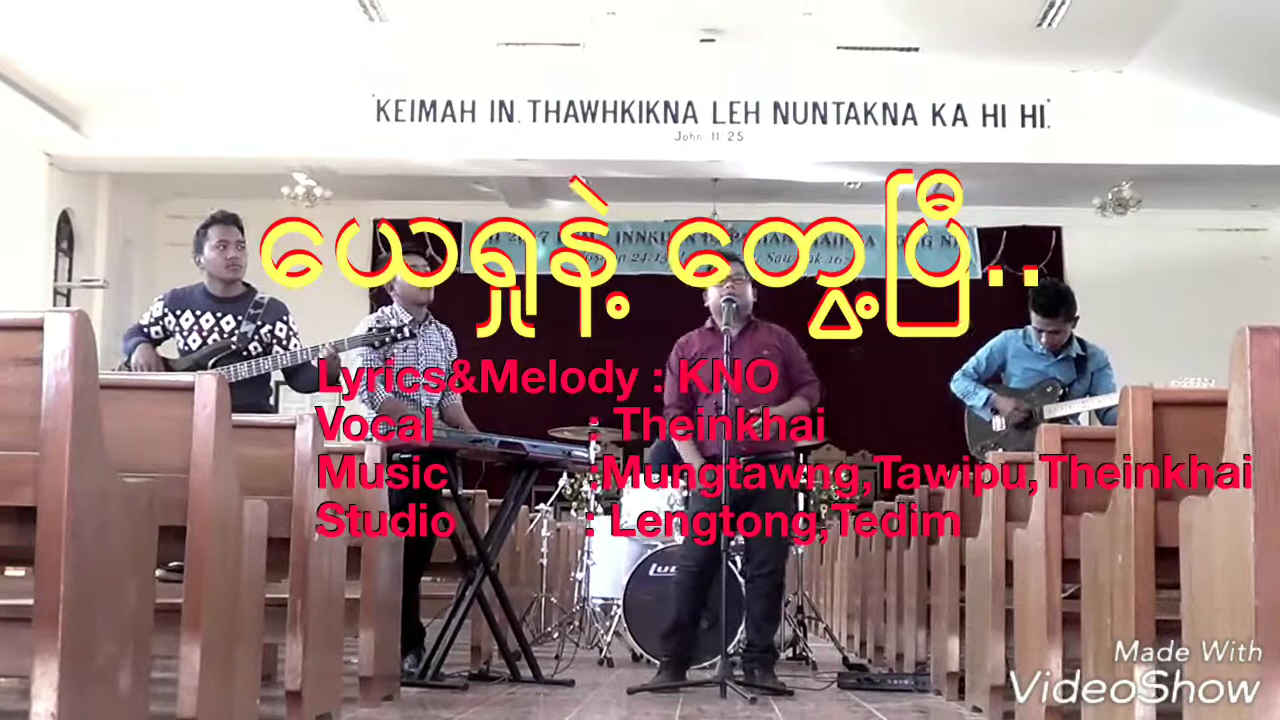 "KEIMAH IN, THAWHKIKNA LEH NUNTAKNA KA HI HI."
John 11:25
ယေရှုနဲ့ တွေ့ပြီ..
Lyrics&Melody : KNO
Vocal : Theinkhai
Music :Mungtawng,Tawipu,Theinkhai
Studio : Lengtong,Tedim
Made With
VideoShow